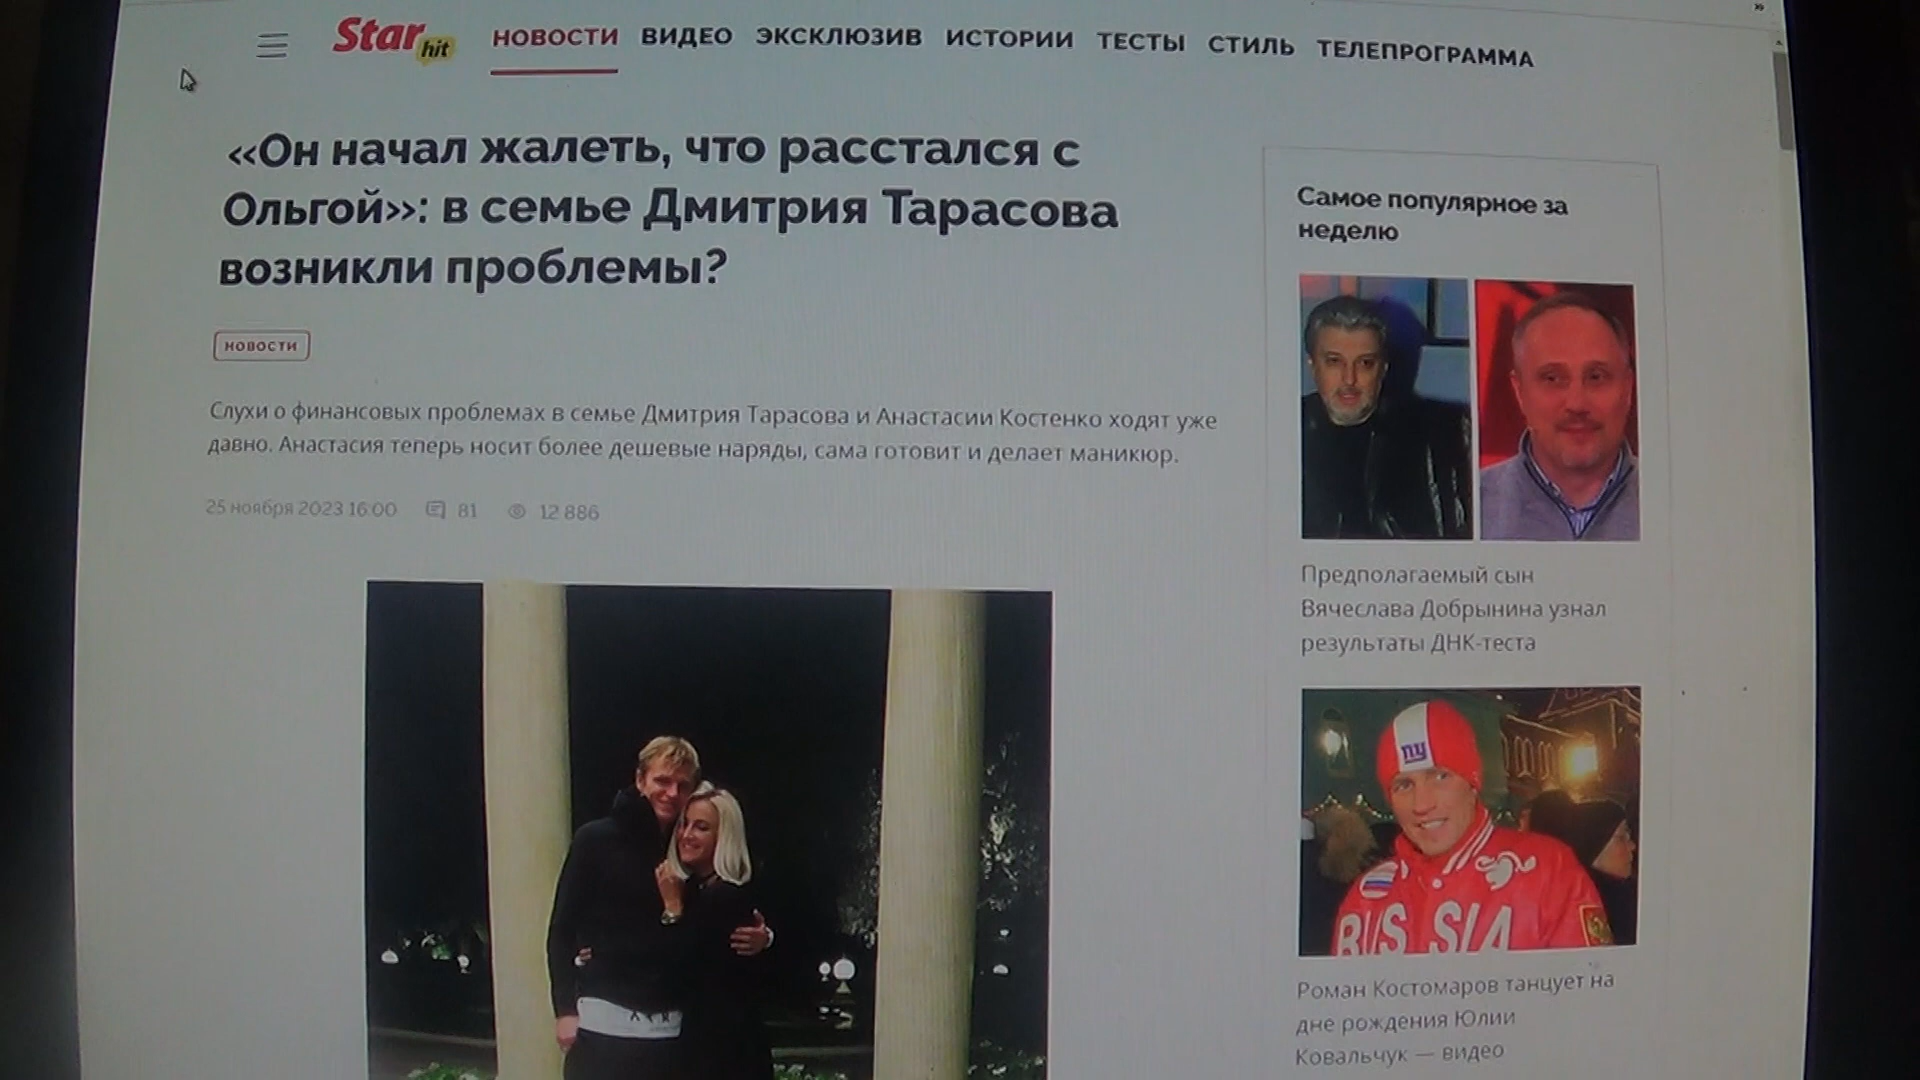 »
Starhit НОВОСТИ ВИДЕО ЭКСКЛЮЗИВ ИСТОРИИ ТЕСТЫ СТИЛЬ ТЕЛЕПРОГРАММА
«Он начал жалеть, что расстался с
Ольгой»: в семье Дмитрия Тарасова
возникли проблемы?
НОВОСТИ
Слухи о финансовых проблемах в семье Дмитрия Тарасова и Анастасии Костенко ходят уже
давно. Анастасия теперь носит более дешевые наряды, сама готовит и делает маникюр.
25 ноября 2023 16:00 81 12 886
Самое популярное за
неделю
Предполагаемый сын
Вячеслава Добрынина узнал
результаты ДНК-теста
ny
RUSSIA
Роман Костомаров танцует на
дне рождения Юлии
Ковальчук — видео